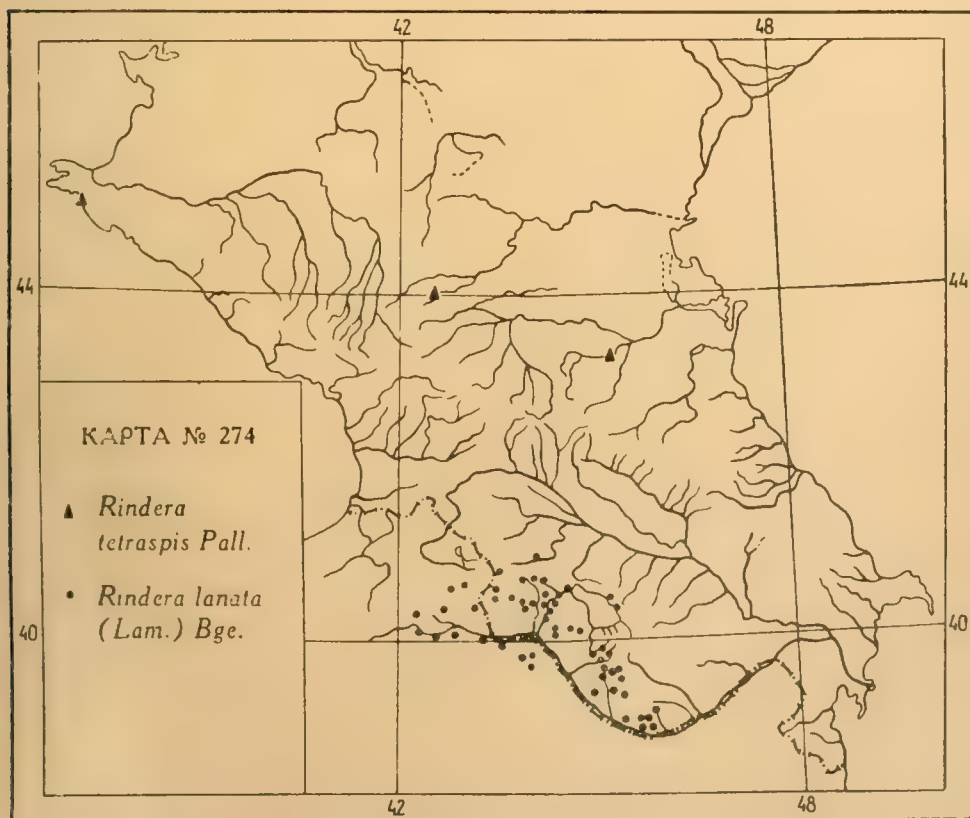 42
48
44
44
КАРТА № 274
Rindera
tetraspis Pall.
Rindera lanata
(Lam.) Bge.
40
40
42
48